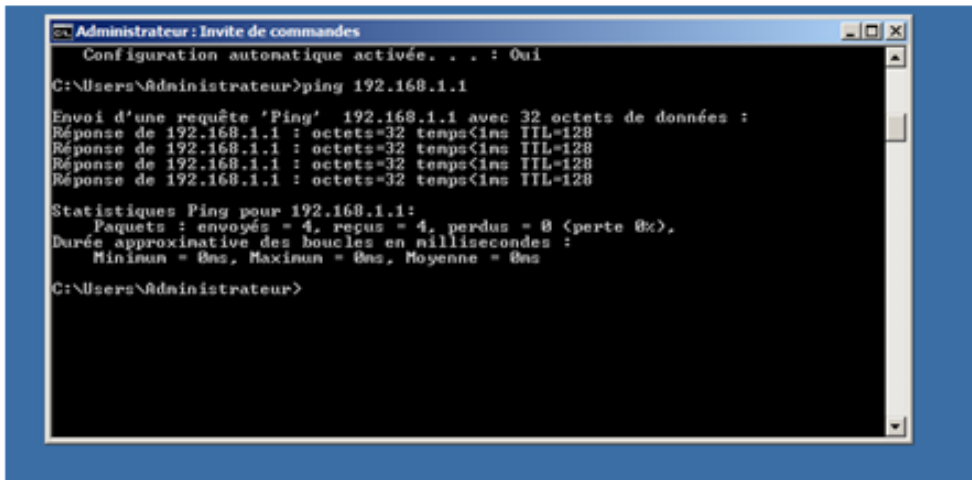 Administrateur : Invite de commandes
Configuration automatique activée. . . : Oui
C:\Users\Administrateur>ping 192.168.1.1
Envoi d'une requête 'Ping'  192.168.1.1 avec 32 octets de données :
Réponse de 192.168.1.1 : octets=32 temps<1ms TTL=128
Réponse de 192.168.1.1 : octets=32 temps<1ms TTL=128
Réponse de 192.168.1.1 : octets=32 temps<1ms TTL=128
Réponse de 192.168.1.1 : octets=32 temps<1ms TTL=128
Statistiques Ping pour 192.168.1.1:
Paquets : envoyés = 4, reçus = 4, perdus = 0 (perte 0%),
Durée approximative des boucles en millisecondes :
Minimum = 0ms, Maximum = 0ms, Moyenne = 0ms
C:\Users\Administrateur>